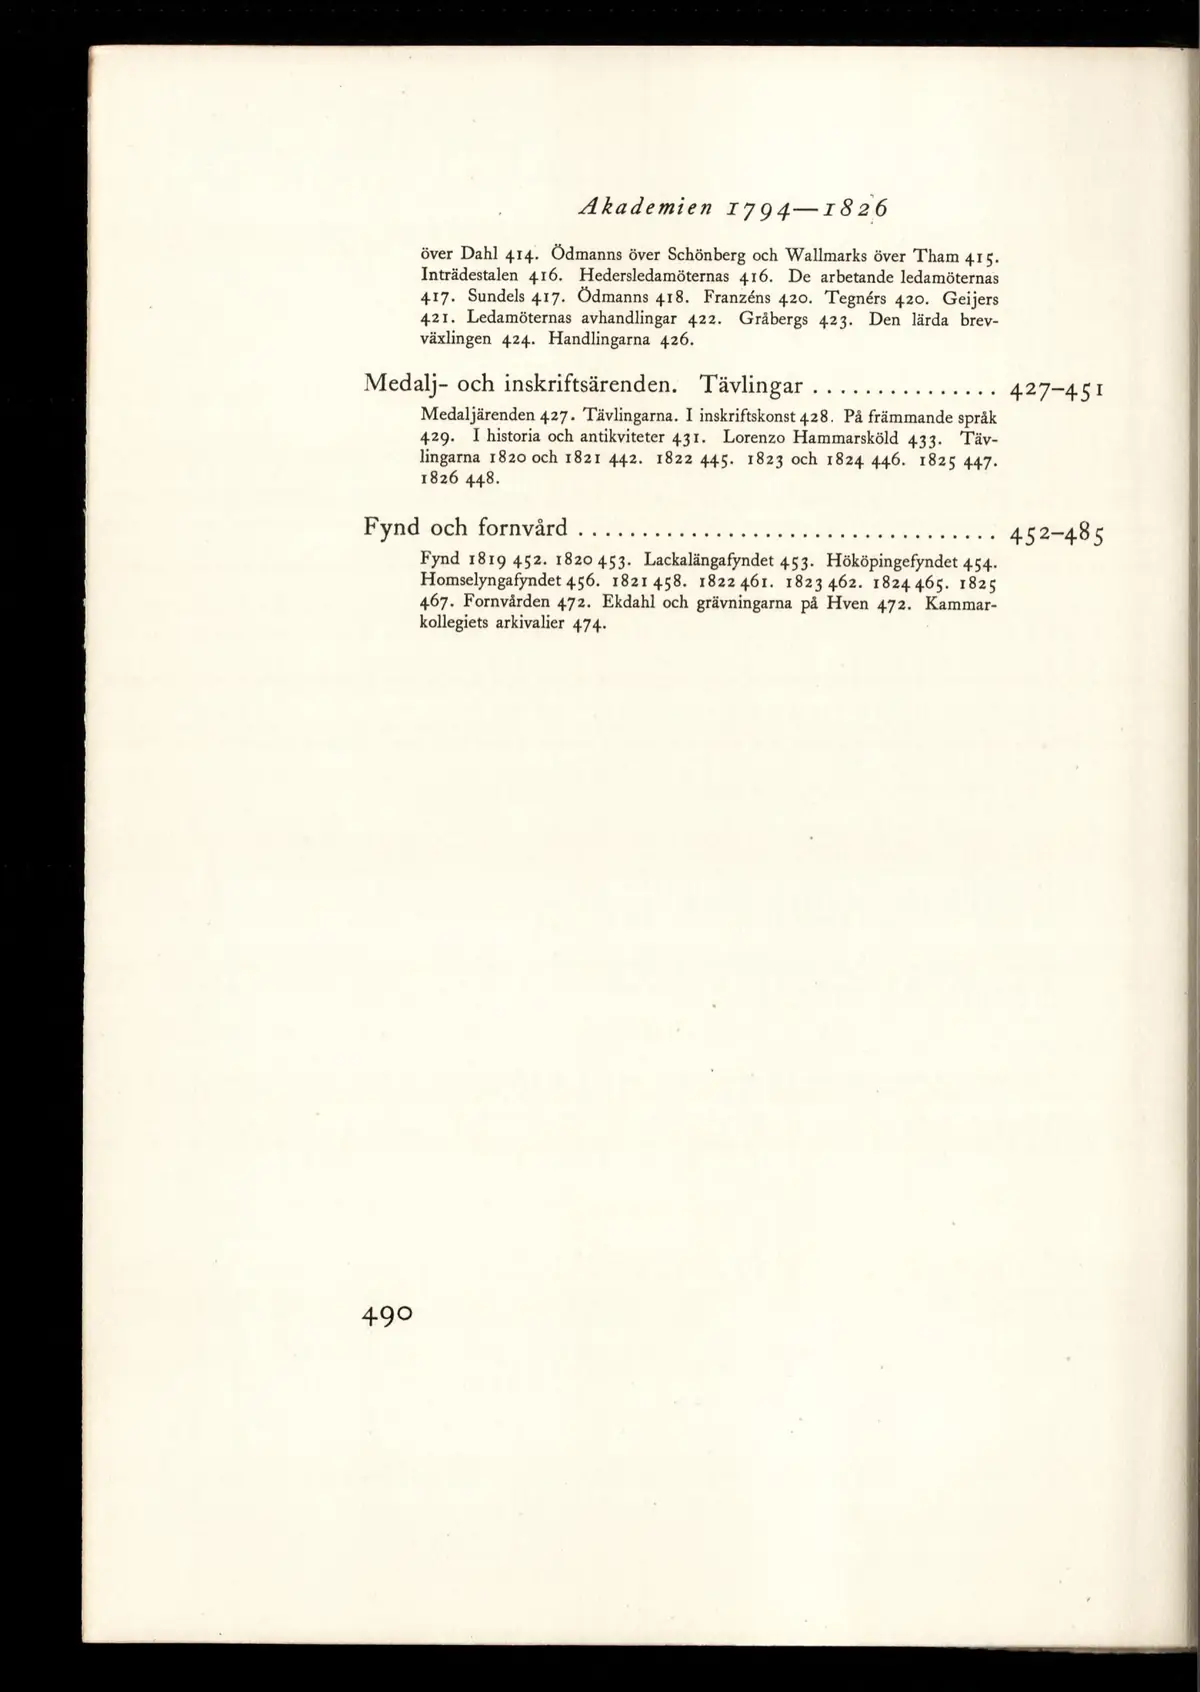 Akademien 1794—1826
över Dahl 414. Ödmanns över Schönberg och Wallmarks över Tham 415.
Inträdestalen 416. Hedersledamöternas 416. De arbetande ledamöternas
417. Sundels 417. Ödmanns 418. Franzéns 420. Tegnérs 420. Geijers
421. Ledamöternas avhandlingar 422. Gråbergs 423. Den lärda brev-
växlingen 424. Handlingarna 426.
Medalj- och inskriftsärenden. Tävlingar ............... 427–451
Medaljärenden 427. Tävlingarna. I inskriftskonst 428. På främmande språk
429. I historia och antikviteter 431. Lorenzo Hammarsköld 433. Täv-
lingarna 1820 och 1821 442. 1822 445. 1823 och 1824 446. 1825 447.
1826 448.
Fynd och fornvård ................................. 452–485
Fynd 1819 452. 1820 453. Lackalängafyndet 453. Hököpingefyndet 454.
Homselyngafyndet 456. 1821 458. 1822 461. 1823 462. 1824 465. 1825
467. Fornvården 472. Ekdahl och grävningarna på Hven 472. Kammar-
kollegiets arkivalier 474.
490